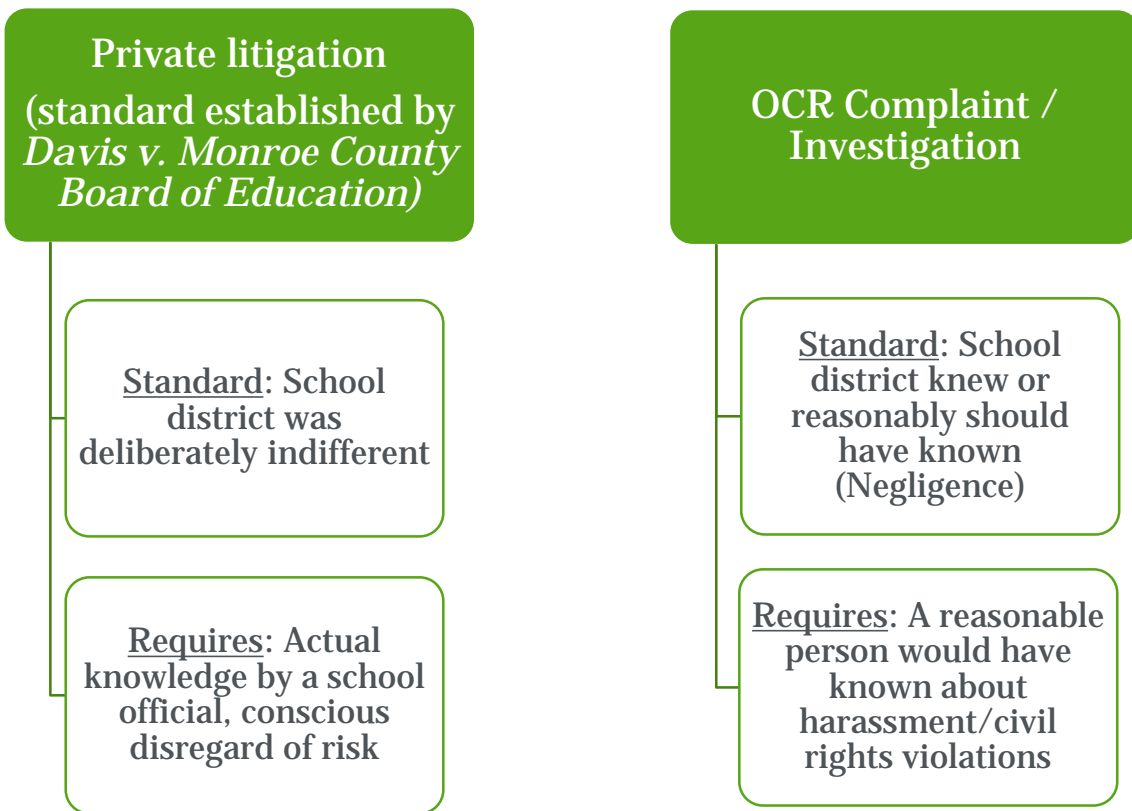 Private litigation
(standard established by
Davis v. Monroe County
Board of Education)
Standard: School
district was
deliberately indifferent
Requires: Actual
knowledge by a school
official, conscious
disregard of risk
OCR Complaint /
Investigation
Standard: School
district knew or
reasonably should
have known
(Negligence)
Requires: A reasonable
person would have
known about
harassment/civil
rights violations